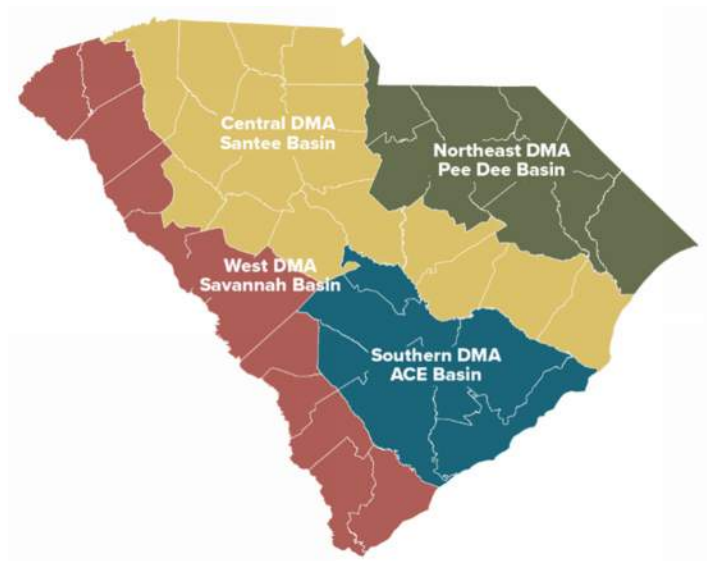 Central DMA
Santee Basin
Northeast DMA
Pee Dee Basin
West DMA
Savannah Basin
Southern DMA
ACE Basin